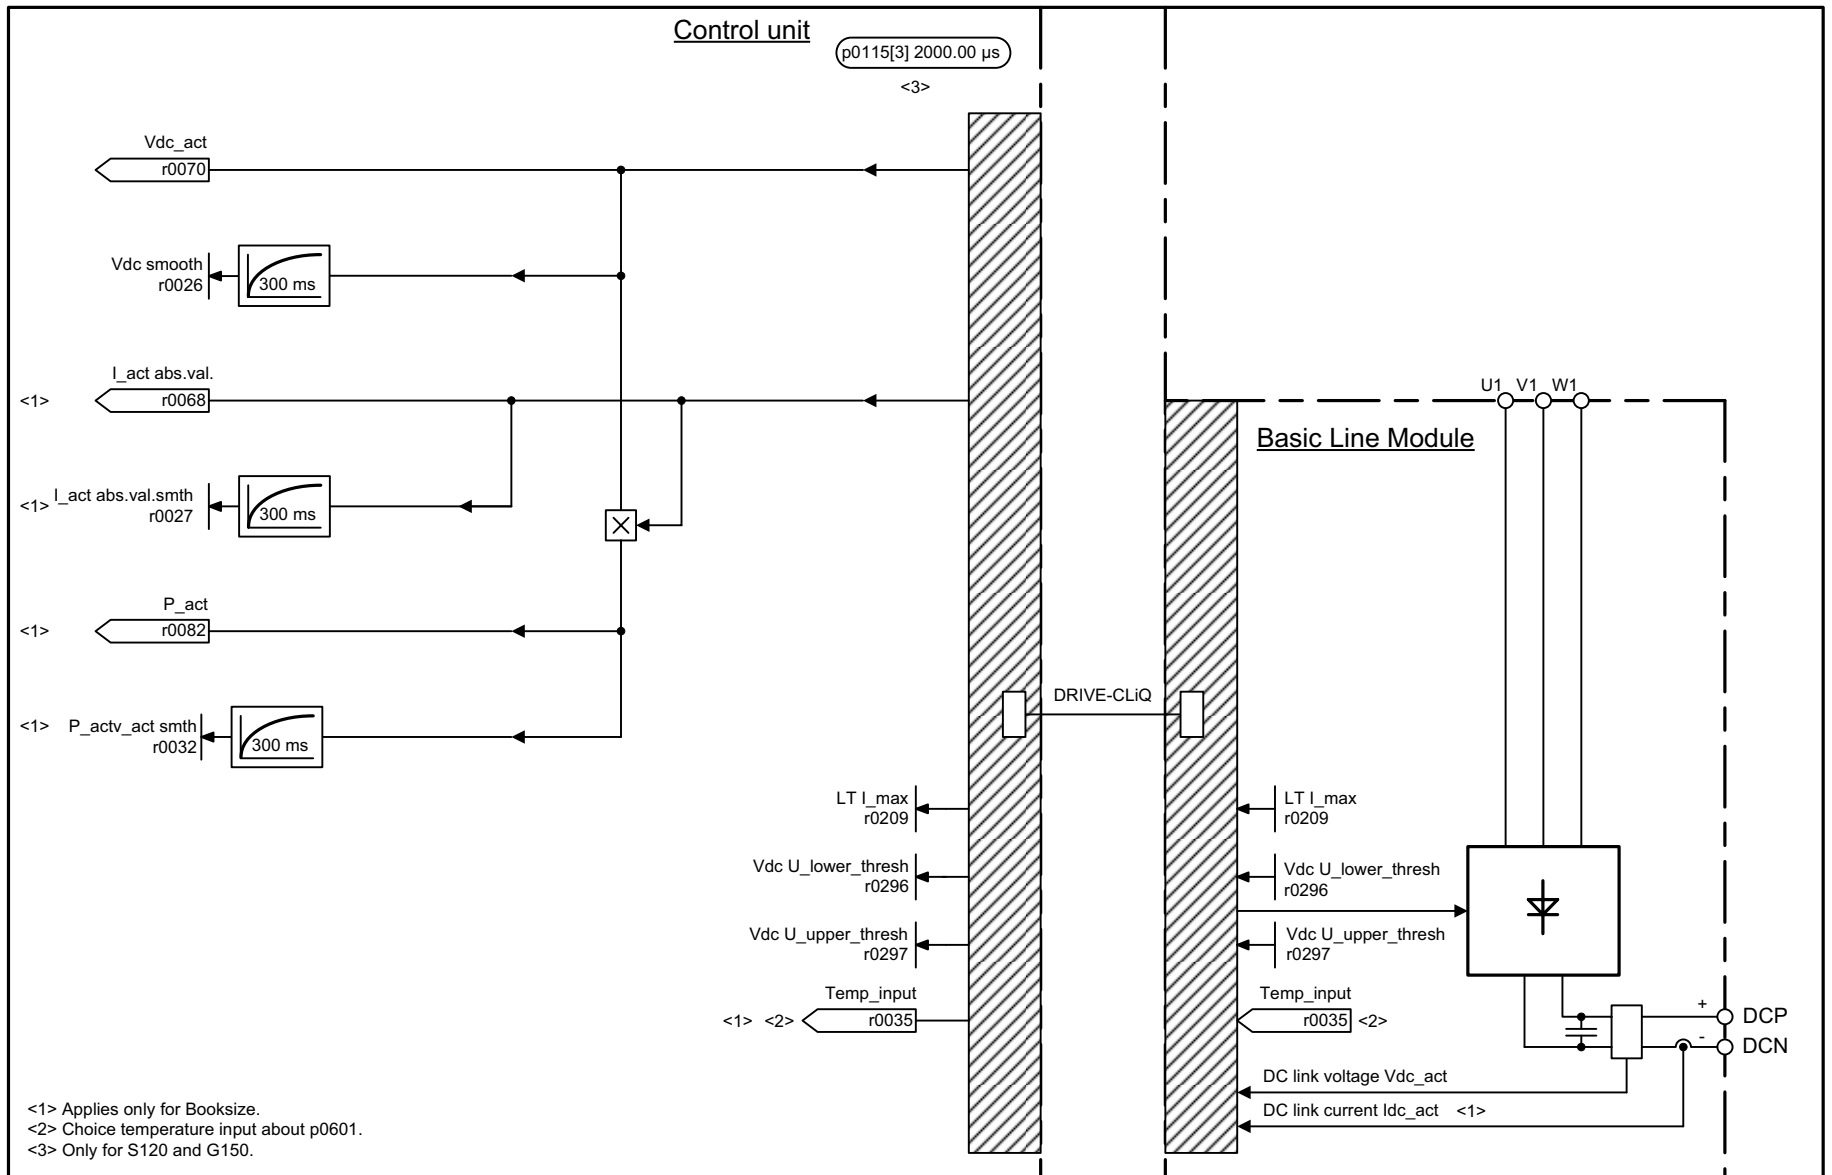 Control unit
p0115[3] 2000.00 µs
<3>
Vdc_act
r0070
Vdc smooth
r0026
300 ms
I_act abs.val.
<1>
r0068
<1>
I_act abs.val.smth
r0027
300 ms
P_act
<1>
r0082
<1>
P_actv_act smth
r0032
300 ms
U1
V1
W1
Basic Line Module
DRIVE-CLiQ
LT I_max
r0209
Vdc U_lower_thresh
r0296
Vdc U_upper_thresh
r0297
Temp_input
<1> <2>
r0035
LT I_max
r0209
Vdc U_lower_thresh
r0296
Vdc U_upper_thresh
r0297
Temp_input
r0035
<2>
+
DCP
-
DCN
DC link voltage Vdc_act
DC link current Idc_act <1>
<1> Applies only for Booksize.
<2> Choice temperature input about p0601.
<3> Only for S120 and G150.